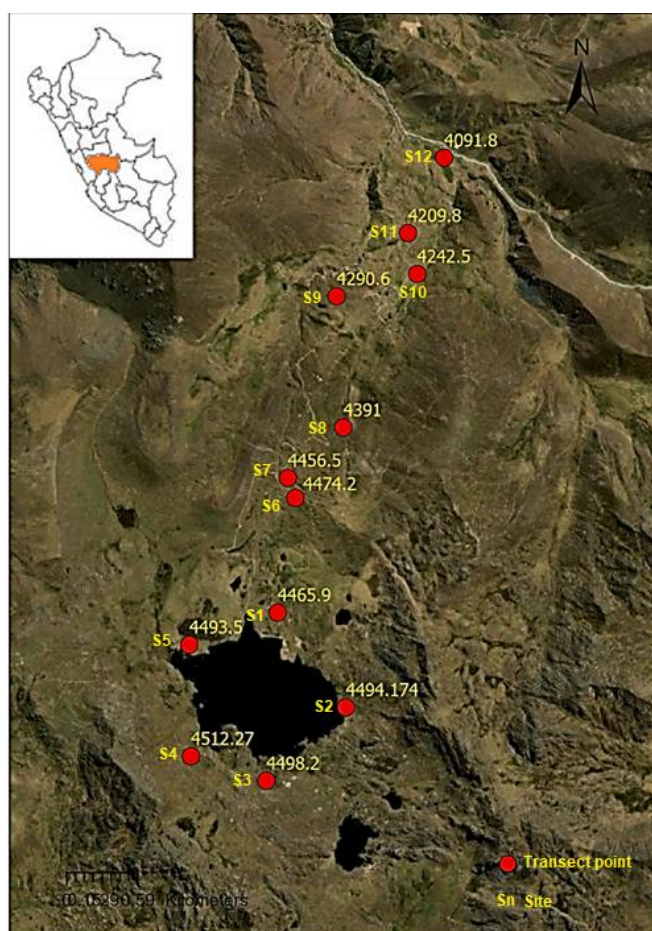 N
4091.8
S12
4209.8
S11
4242.5
S10
4290.6
S9
4391
S8
4456.5
S7
4474.2
S6
4465.9
S1
4493.5
S5
4494.174
S2
4512.27
S4
4498.2
S3
Transect point
Sn Site
Kilometers